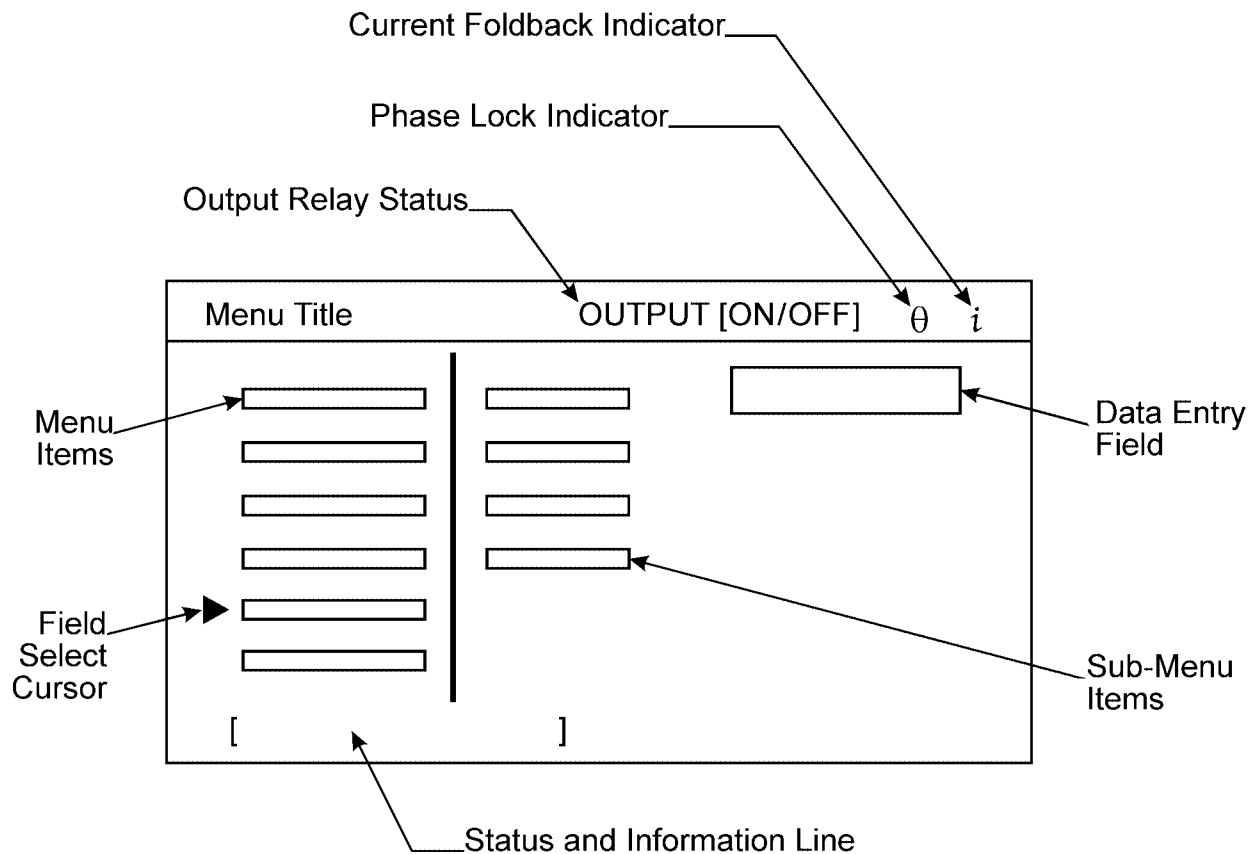 Current Foldback Indicator
Phase Lock Indicator
Output Relay Status
Menu Title OUTPUT [ON/OFF] θ i
Menu
Items
Data Entry
Field
Field
Select
Cursor
Sub-Menu
Items
[ ]
Status and Information Line